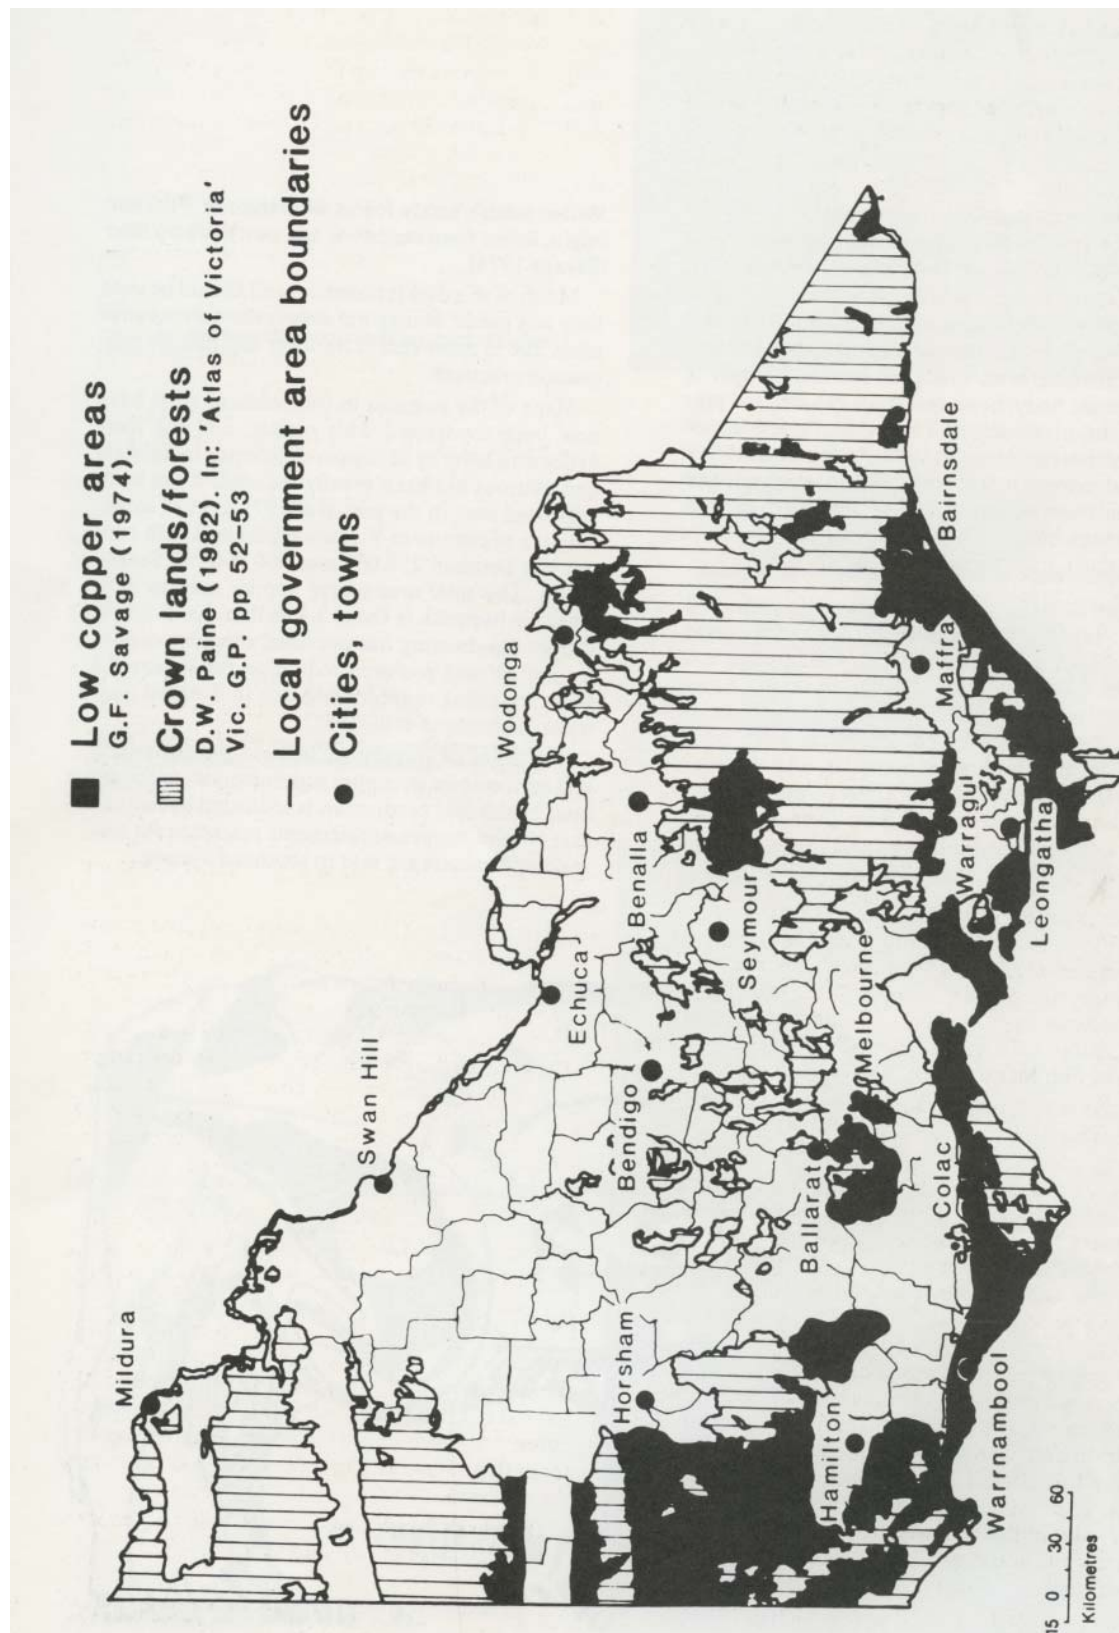 Low copper areas
G.F. Savage (1974).
Crown lands/forests
D.W. Paine (1982). In: 'Atlas of Victoria'
Vic. G.P. pp 52–53
Local government area boundaries
Cities, towns
Mildura
Swan Hill
Wodonga
Echuca
Benalla
Bendigo
Horsham
Seymour
Melbourne
Ballarat
Hamilton
Bairnsdale
Maffra
Warragul
Leongatha
Colac
Warrnambool
15 0 30 60
Kilometres